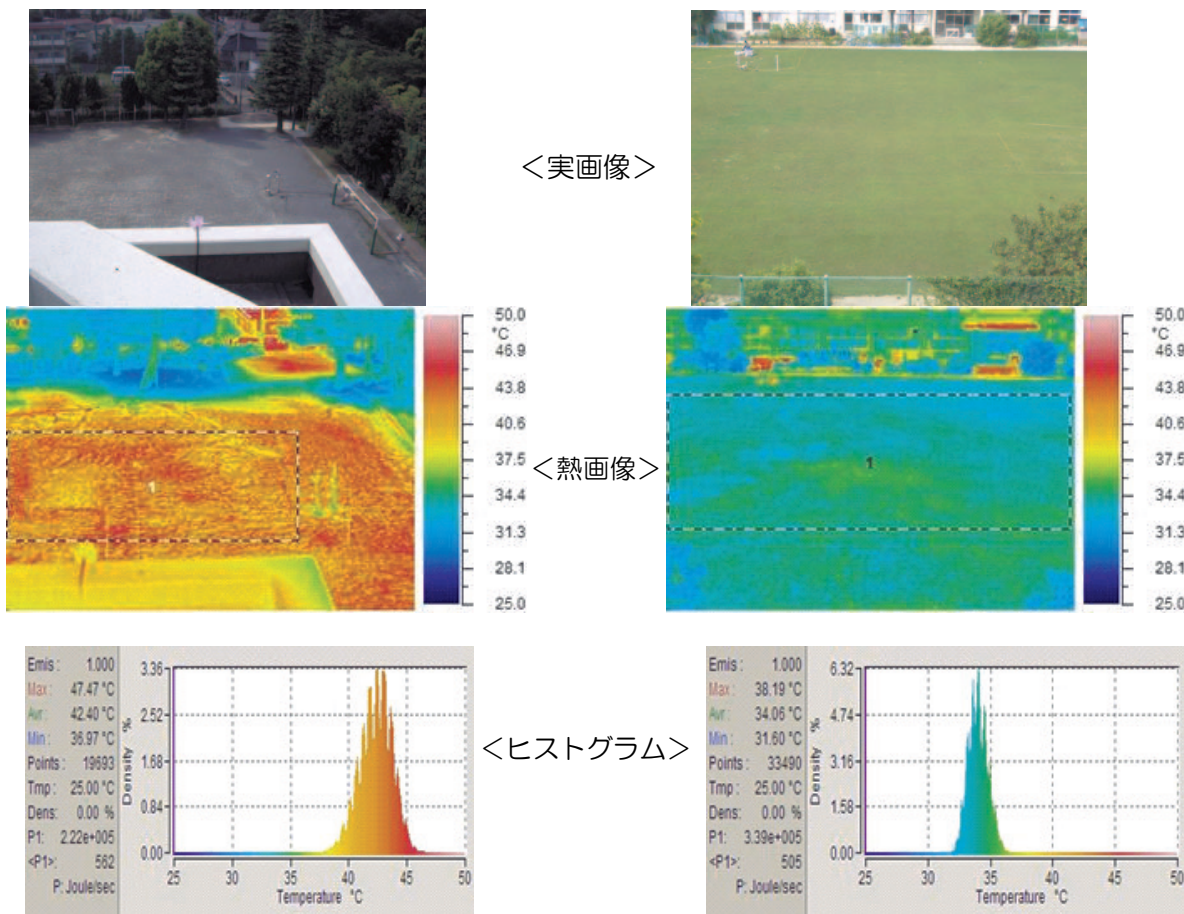 ＜実画像＞
50.0
°C
46.9
43.8
40.6
37.5
34.4
31.3
28.1
25.0
1
＜熱画像＞
50.0
°C
46.9
43.8
40.6
37.5
34.4
31.3
28.1
25.0
1
Emis : 1.000
Max : 47.47 °C
Avr : 42.40 °C
Min : 36.97 °C
Points : 19693
Tmp : 25.00 °C
Dens: 0.00 %
P1: 2.22e+005
<P1>: 562
P: Joule/sec
Density %
3.36
2.52
1.68
0.84
0.00
25 30 35 40 45 50
Temperature °C
＜ヒストグラム＞
Emis : 1.000
Max : 38.19 °C
Avr : 34.06 °C
Min : 31.60 °C
Points : 33490
Tmp : 25.00 °C
Dens: 0.00 %
P1: 3.39e+005
<P1>: 505
P: Joule/sec
Density %
6.32
4.74
3.16
1.58
0.00
25 30 35 40 45 50
Temperature °C